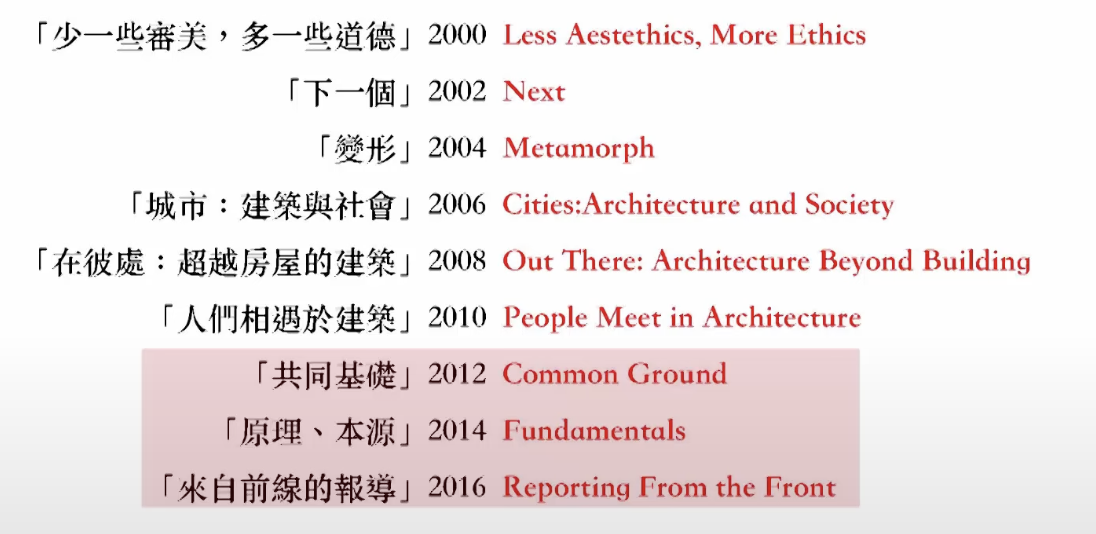 「少一些審美，多一些道德」2000 Less Aestethics, More Ethics
「下一個」2002 Next
「變形」2004 Metamorph
「城市：建築與社會」2006 Cities:Architecture and Society
「在彼處：超越房屋的建築」2008 Out There: Architecture Beyond Building
「人們相遇於建築」2010 People Meet in Architecture
「共同基礎」2012 Common Ground
「原理、本源」2014 Fundamentals
「來自前線的報導」2016 Reporting From the Front